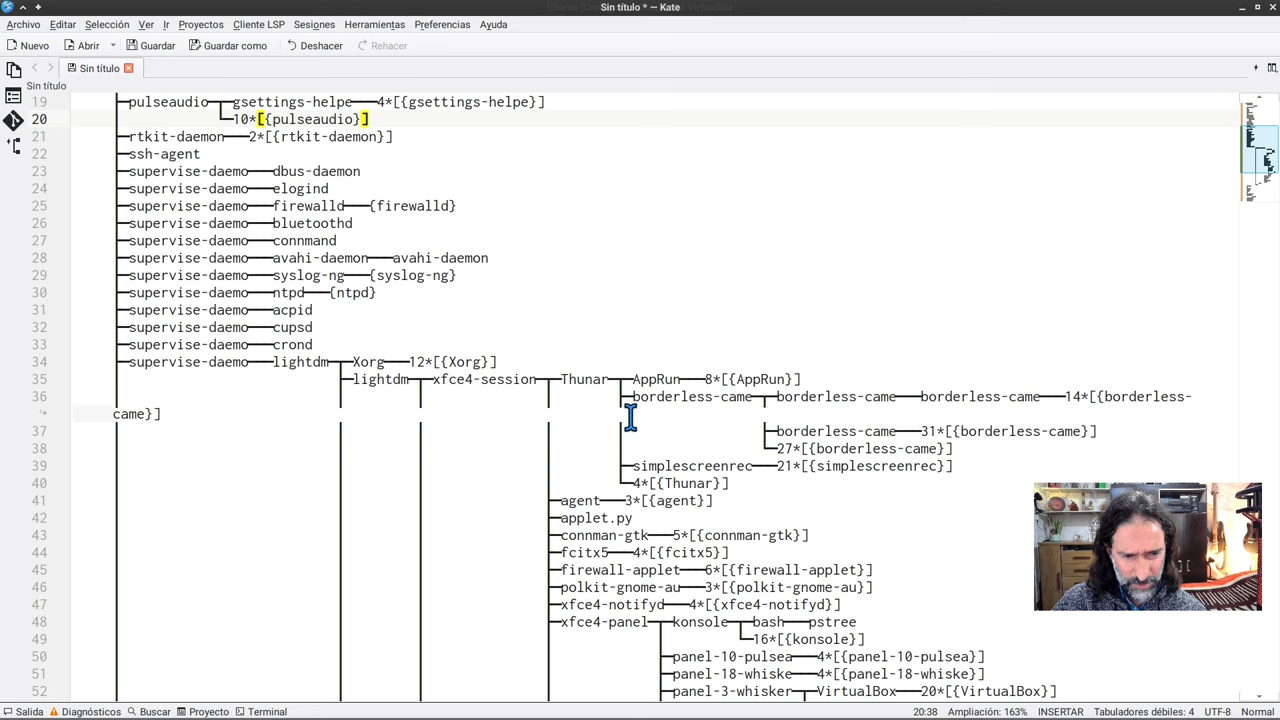 Sin título * — Kate
Archivo Editar Selección Ver Ir Proyectos Cliente LSP Sesiones Herramientas Preferencias Ayuda
Nuevo Abrir Guardar Guardar como Deshacer Rehacer
Sin título
Sin título
19 ├─pulseaudio─┬─gsettings-helpe───4*[{gsettings-helpe}]
20 └─10*[{pulseaudio}]
21 ├─rtkit-daemon───2*[{rtkit-daemon}]
22 ├─ssh-agent
23 ├─supervise-daemo───dbus-daemon
24 ├─supervise-daemo───elogind
25 ├─supervise-daemo───firewalld───{firewalld}
26 ├─supervise-daemo───bluetoothd
27 ├─supervise-daemo───connmand
28 ├─supervise-daemo───avahi-daemon───avahi-daemon
29 ├─supervise-daemo───syslog-ng───{syslog-ng}
30 ├─supervise-daemo───ntpd───{ntpd}
31 ├─supervise-daemo───acpid
32 ├─supervise-daemo───cupsd
33 ├─supervise-daemo───crond
34 ├─supervise-daemo───lightdm─┬─Xorg───12*[{Xorg}]
35 ├─lightdm─┬─xfce4-session─┬─Thunar─┬─AppRun───8*[{AppRun}]
36 ├─borderless-came─┬─borderless-came───borderless-came───14*[{borderless-
came}]
37 ├─borderless-came───31*[{borderless-came}]
38 └─27*[{borderless-came}]
39 ├─simplescreenrec───21*[{simplescreenrec}]
40 └─4*[{Thunar}]
41 ├─agent───3*[{agent}]
42 ├─applet.py
43 ├─connman-gtk───5*[{connman-gtk}]
44 ├─fcitx5───4*[{fcitx5}]
45 ├─firewall-applet───6*[{firewall-applet}]
46 ├─polkit-gnome-au───3*[{polkit-gnome-au}]
47 ├─xfce4-notifyd───4*[{xfce4-notifyd}]
48 ├─xfce4-panel─┬─konsole─┬─bash───pstree
49 └─16*[{konsole}]
50 ├─panel-10-pulsea───4*[{panel-10-pulsea}]
51 ├─panel-18-whiske───4*[{panel-18-whiske}]
52 ├─panel-3-whisker─┬─VirtualBox───20*[{VirtualBox}]
Salida Diagnósticos Buscar Proyecto Terminal 20:38 Ampliación: 163% INSERTAR Tabuladores débiles: 4 UTF-8 Normal